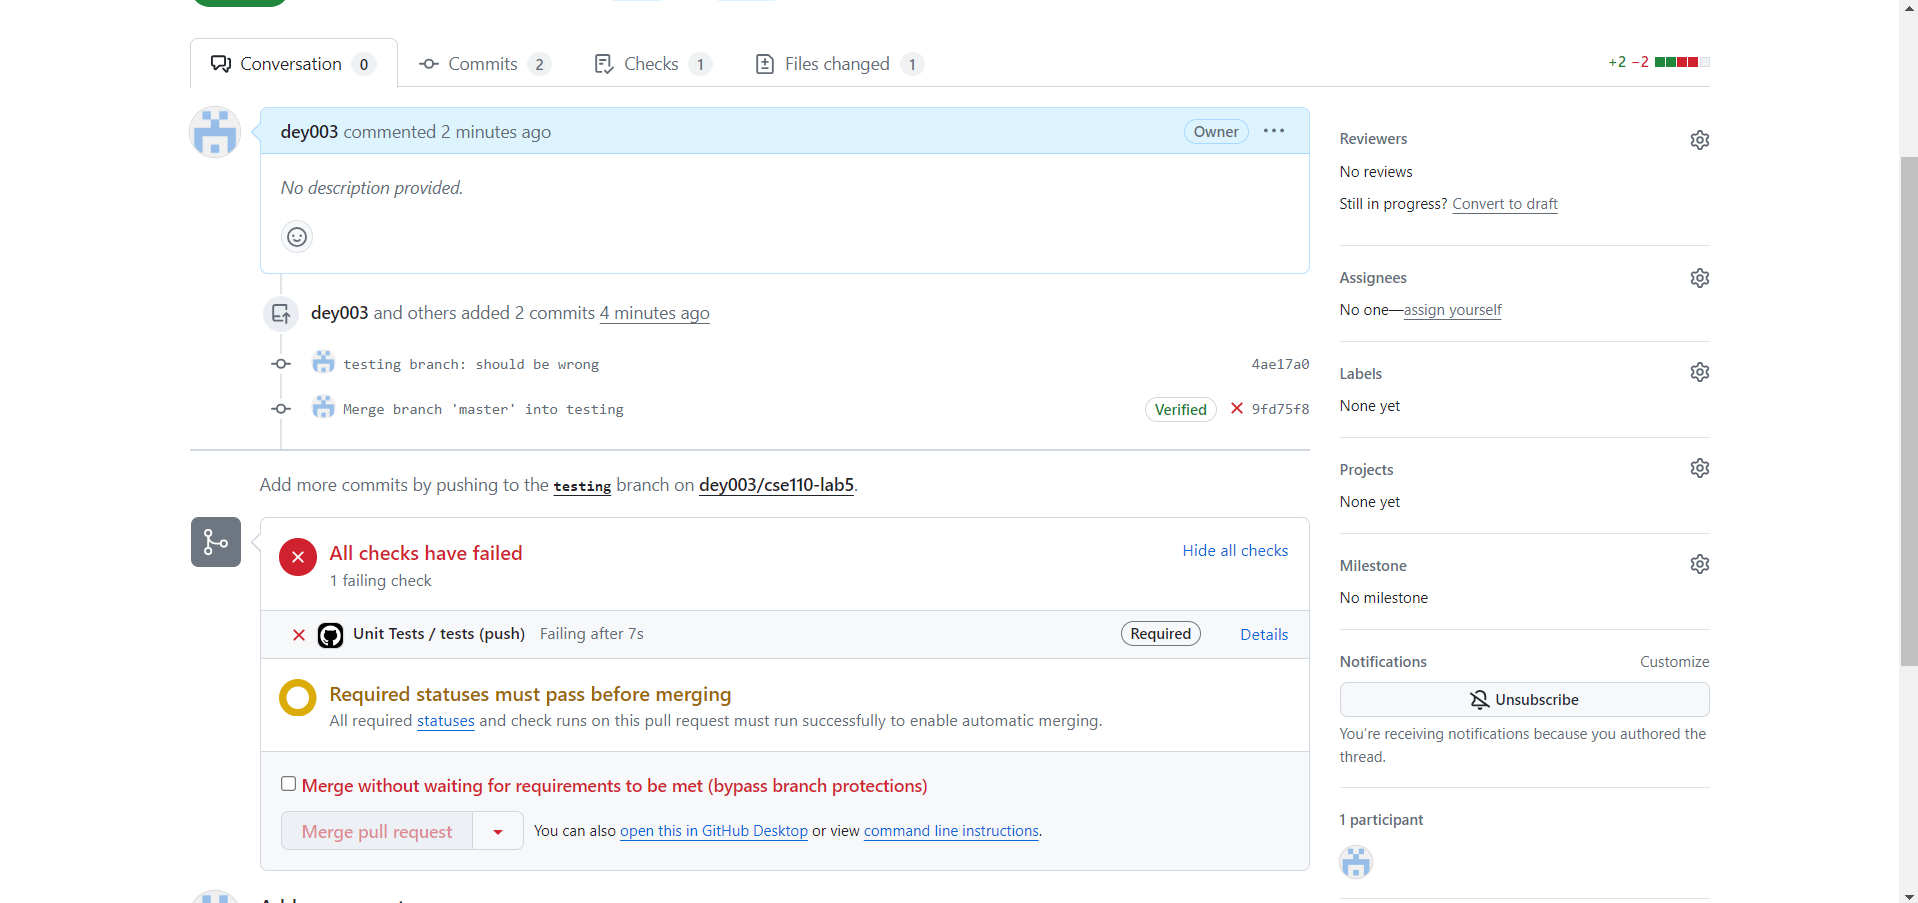 Conversation 0 Commits 2 Checks 1 Files changed 1 +2 −2
dey003 commented 2 minutes ago Owner
No description provided.
dey003 and others added 2 commits 4 minutes ago
testing branch: should be wrong 4ae17a0
Merge branch 'master' into testing Verified 9fd75f8
Add more commits by pushing to the testing branch on dey003/cse110-lab5.
All checks have failed Hide all checks
1 failing check
Unit Tests / tests (push) Failing after 7s Required Details
Required statuses must pass before merging
All required statuses and check runs on this pull request must run successfully to enable automatic merging.
Merge without waiting for requirements to be met (bypass branch protections)
Merge pull request You can also open this in GitHub Desktop or view command line instructions.
Reviewers
No reviews
Still in progress? Convert to draft
Assignees
No one—assign yourself
Labels
None yet
Projects
None yet
Milestone
No milestone
Notifications Customize
Unsubscribe
You're receiving notifications because you authored the
thread.
1 participant